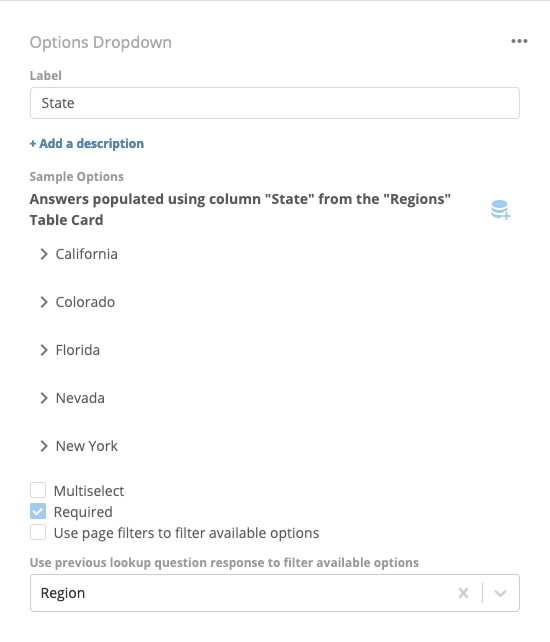 Options Dropdown
Label
State
+ Add a description
Sample Options
Answers populated using column "State" from the "Regions"
Table Card
California
Colorado
Florida
Nevada
New York
Multiselect
Required
Use page filters to filter available options
Use previous lookup question response to filter available options
Region